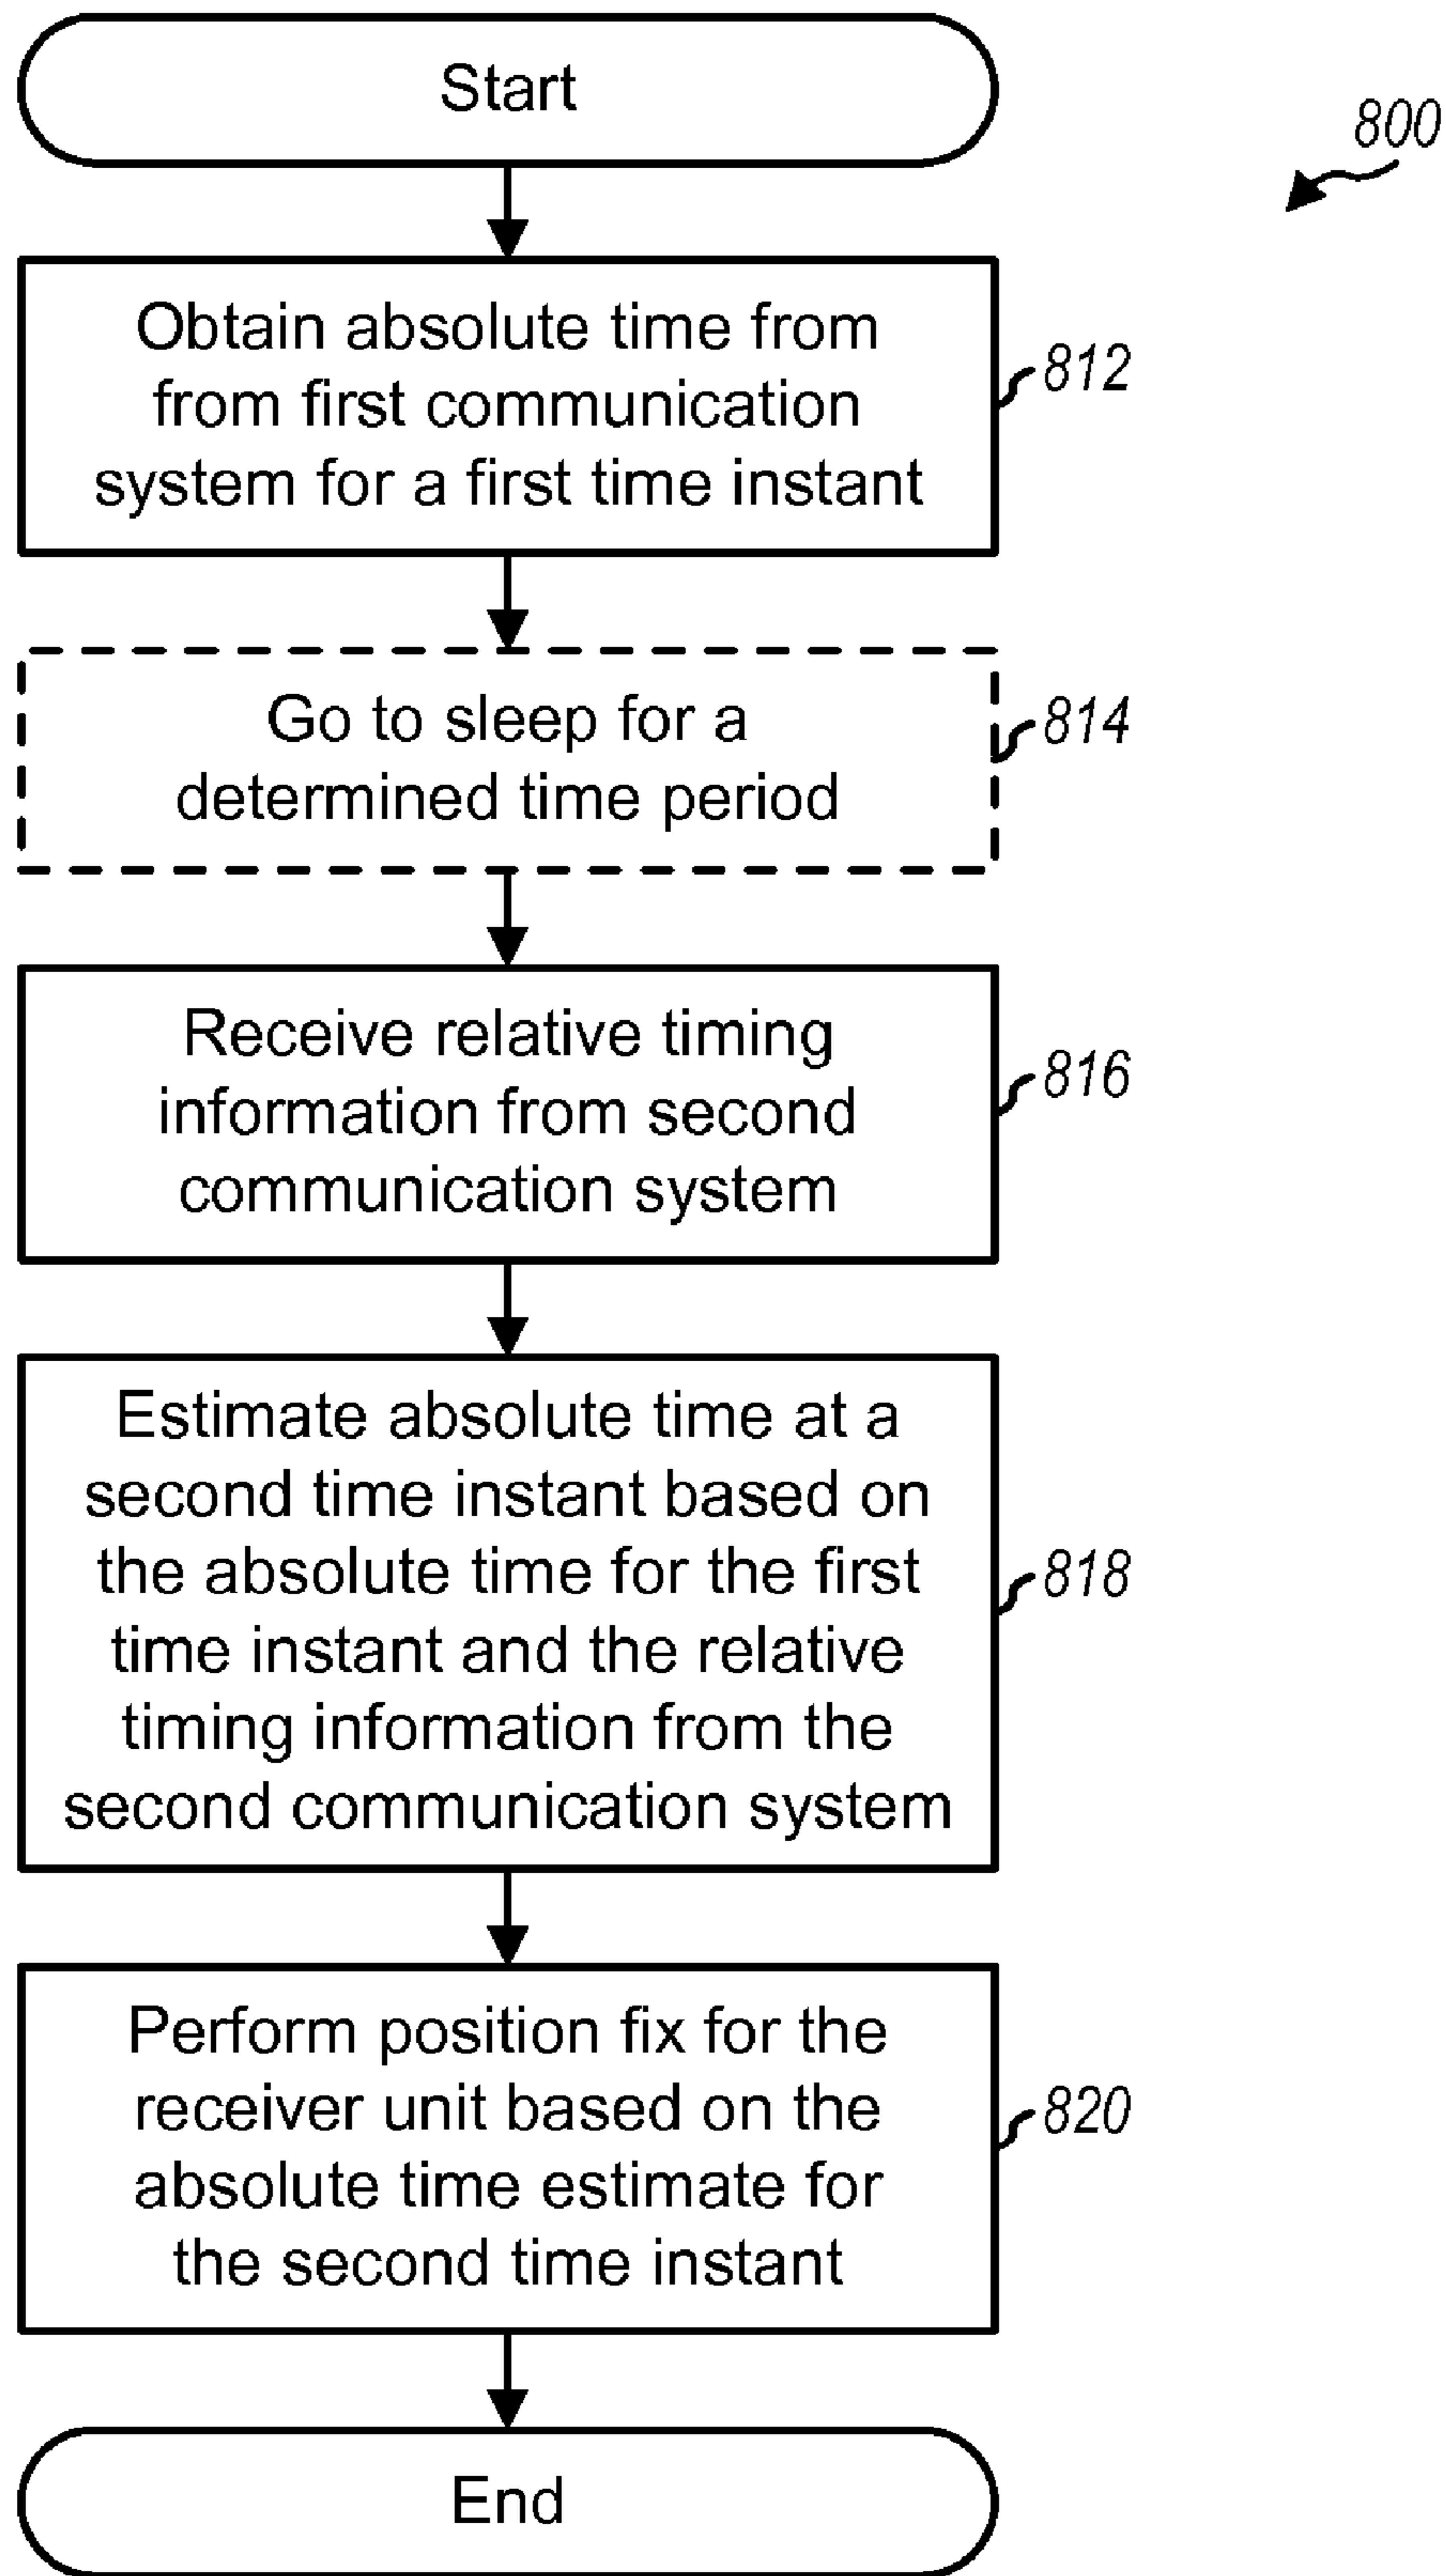 Start
800
Obtain absolute time from
from first communication
system for a first time instant
812
Go to sleep for a
determined time period
814
Receive relative timing
information from second
communication system
816
Estimate absolute time at a
second time instant based on
the absolute time for the first
time instant and the relative
timing information from the
second communication system
818
Perform position fix for the
receiver unit based on the
absolute time estimate for
the second time instant
820
End